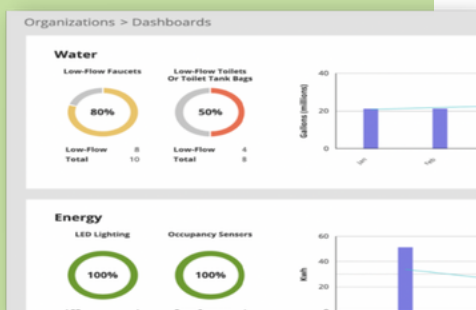 Organizations > Dashboards
Water
Low-Flow Faucets
80%
Low-Flow 8
Total 10
Low-Flow Toilets
Or Toilet Tank Bags
50%
Low-Flow 4
Total 8
Gallons (millions)
40
20
0
Jan
Feb
Energy
LED Lighting
100%
Occupancy Sensors
100%
Kwh
60
40
20